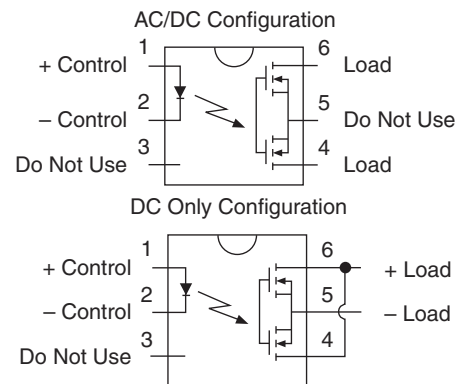 AC/DC Configuration
1 6
+ Control Load
2 5
– Control Do Not Use
3 4
Do Not Use Load
DC Only Configuration
1 6
+ Control + Load
2 5
– Control – Load
3 4
Do Not Use